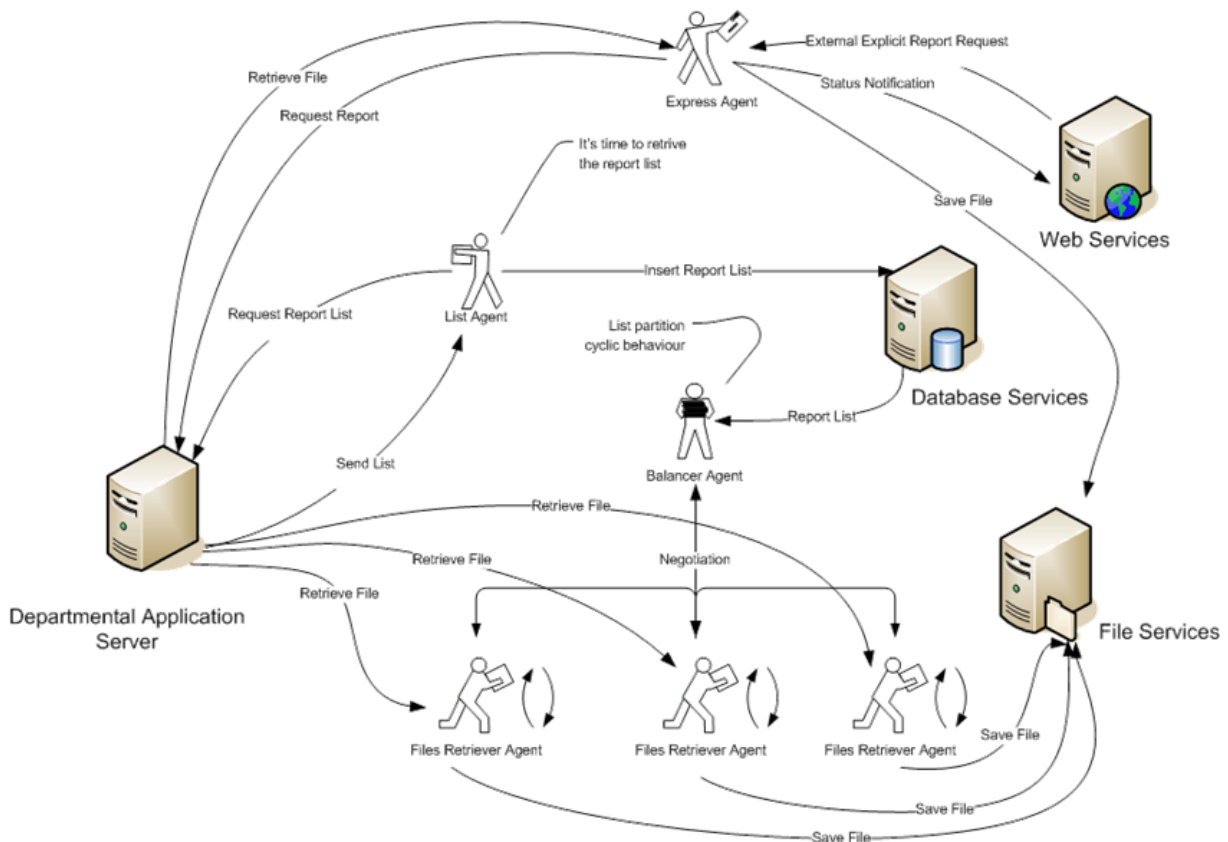 External Explicit Report Request
Retrieve File
Status Notification
Express Agent
Request Report
It's time to retrive
the report list
Save File
Web Services
Insert Report List
Request Report List
List Agent
List partition
cyclic behaviour
Database Services
Report List
Send List
Balancer Agent
Retrieve File
Retrieve File
Negotiation
Retrieve File
Departmental Application
Server
File Services
Files Retriever Agent
Files Retriever Agent
Files Retriever Agent
Save File
Save File
Save File